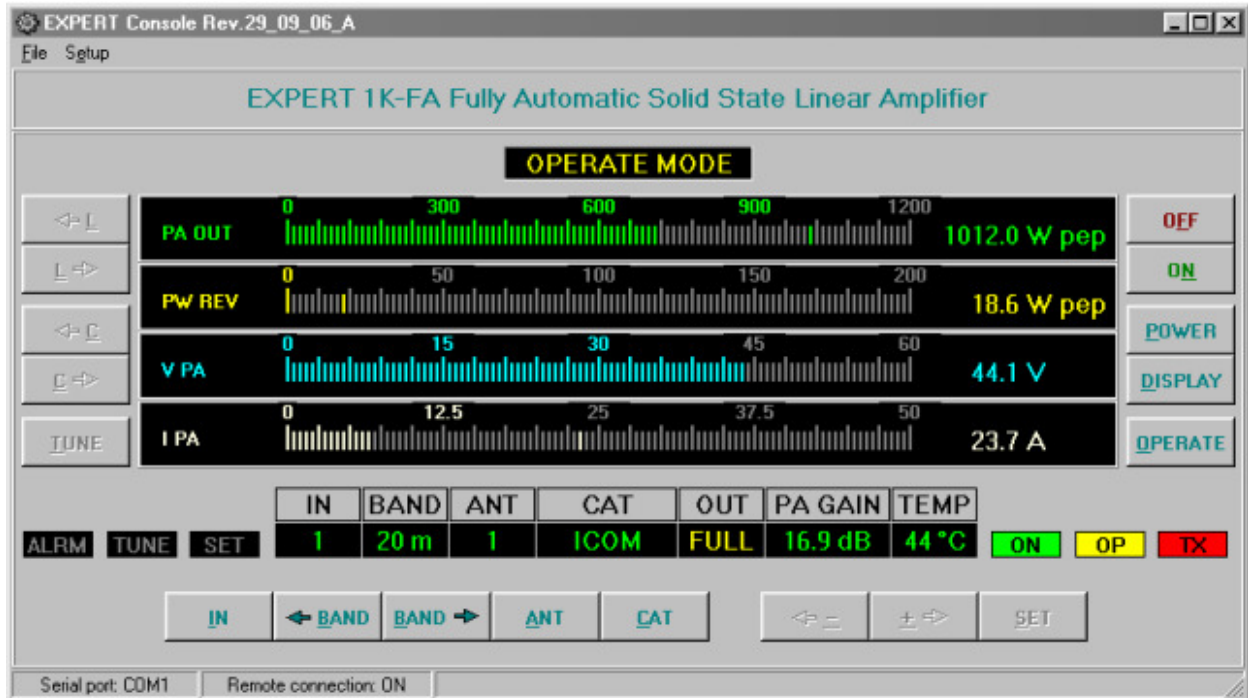 EXPERT Console Rev.29_09_06_A
File Setup
EXPERT 1K-FA Fully Automatic Solid State Linear Amplifier
OPERATE MODE
L
L
C
C
TUNE
0 300 600 900 1200
PA OUT 1012.0 W pep
0 50 100 150 200
PW REV 18.6 W pep
0 15 30 45 60
V PA 44.1 V
0 12.5 25 37.5 50
I PA 23.7 A
OFF
ON
POWER
DISPLAY
OPERATE
IN BAND ANT CAT OUT PA GAIN TEMP
ALRM TUNE SET 1 20 m 1 ICOM FULL 16.9 dB 44 °C ON OP TX
IN BAND BAND ANT CAT - + SET
Serial port: COM1 Remote connection: ON